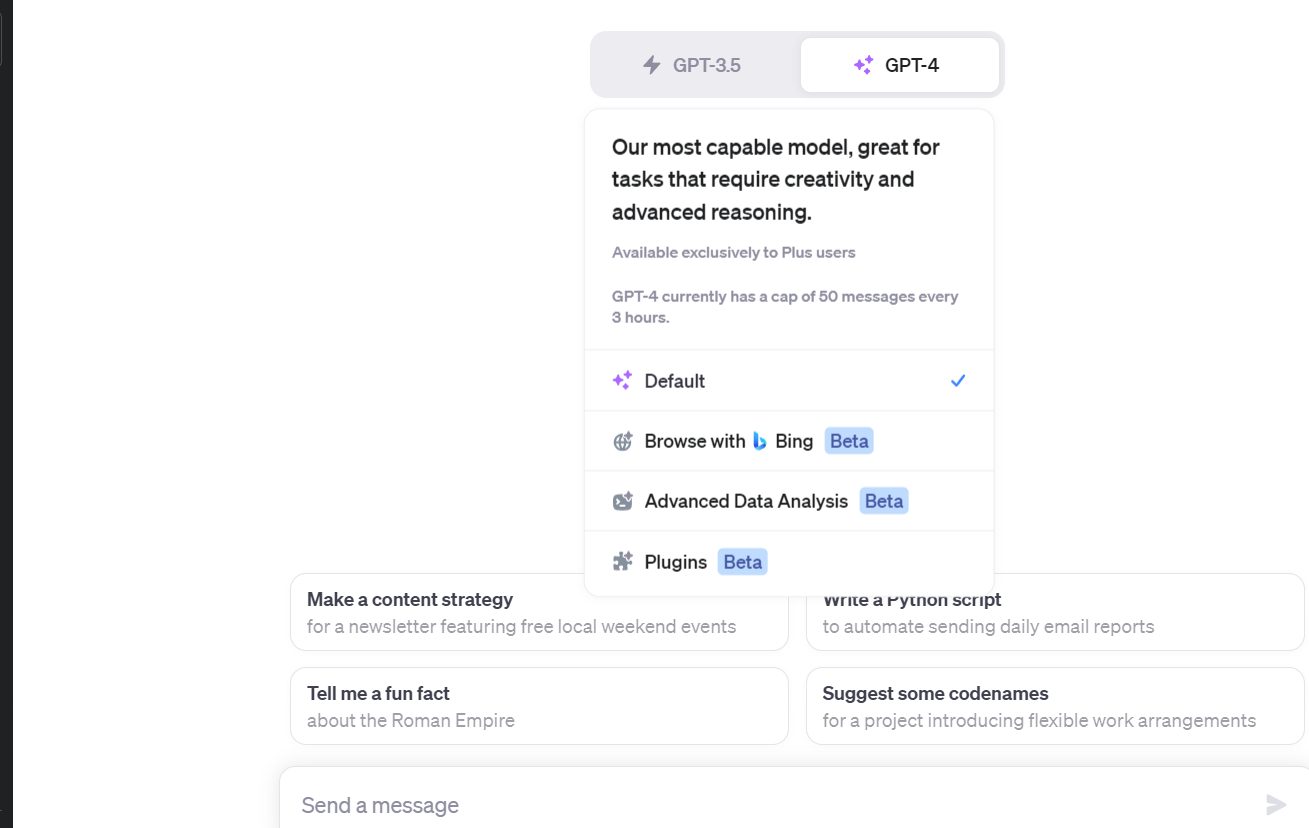 GPT-3.5
GPT-4
Our most capable model, great for
tasks that require creativity and
advanced reasoning.
Available exclusively to Plus users
GPT-4 currently has a cap of 50 messages every
3 hours.
Default
Browse with Bing Beta
Advanced Data Analysis Beta
Plugins Beta
Make a content strategy
for a newsletter featuring free local weekend events
Write a Python script
to automate sending daily email reports
Tell me a fun fact
about the Roman Empire
Suggest some codenames
for a project introducing flexible work arrangements
Send a message